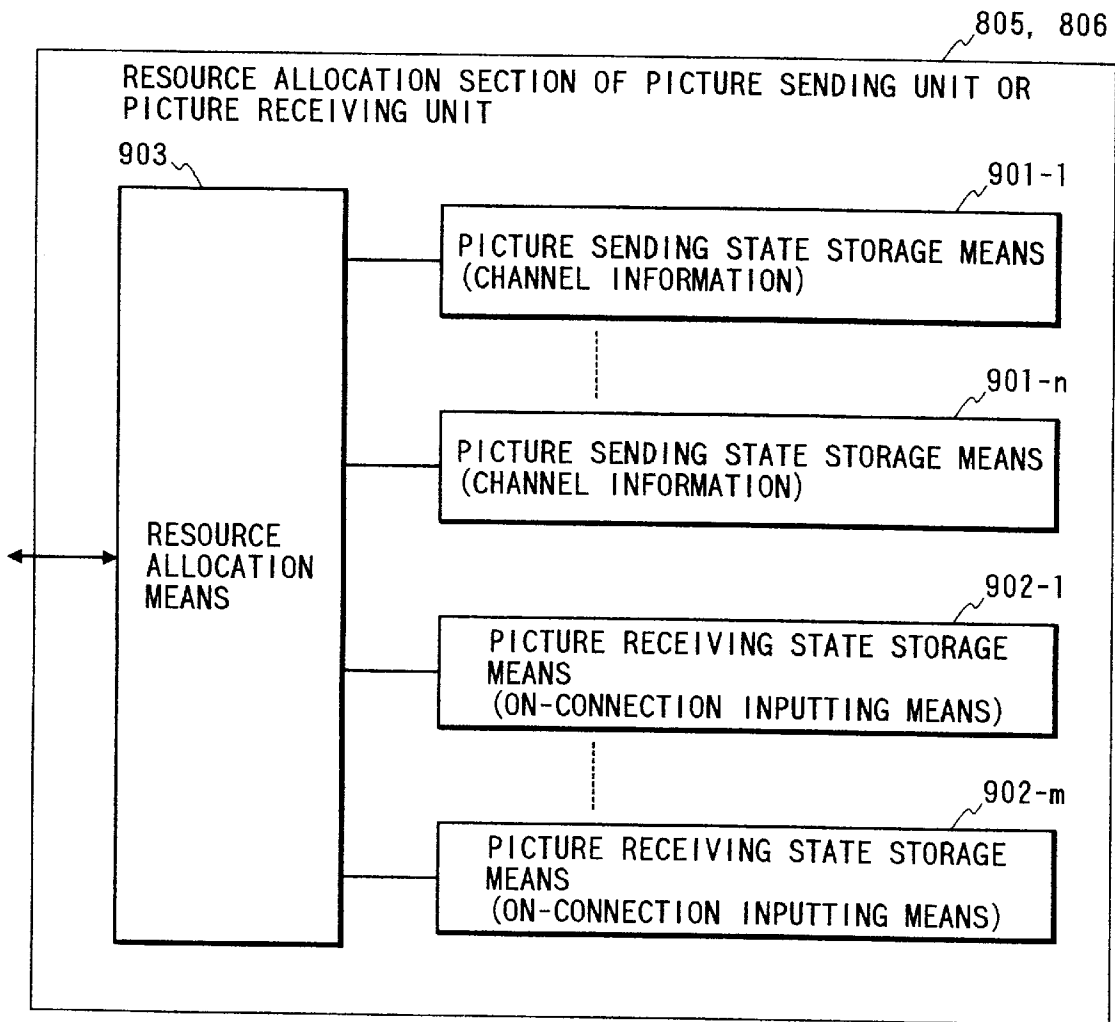 805, 806
RESOURCE ALLOCATION SECTION OF PICTURE SENDING UNIT OR
PICTURE RECEIVING UNIT
903
RESOURCE
ALLOCATION
MEANS
901-1
PICTURE SENDING STATE STORAGE MEANS
(CHANNEL INFORMATION)
901-n
PICTURE SENDING STATE STORAGE MEANS
(CHANNEL INFORMATION)
902-1
PICTURE RECEIVING STATE STORAGE
MEANS
(ON-CONNECTION INPUTTING MEANS)
902-m
PICTURE RECEIVING STATE STORAGE
MEANS
(ON-CONNECTION INPUTTING MEANS)